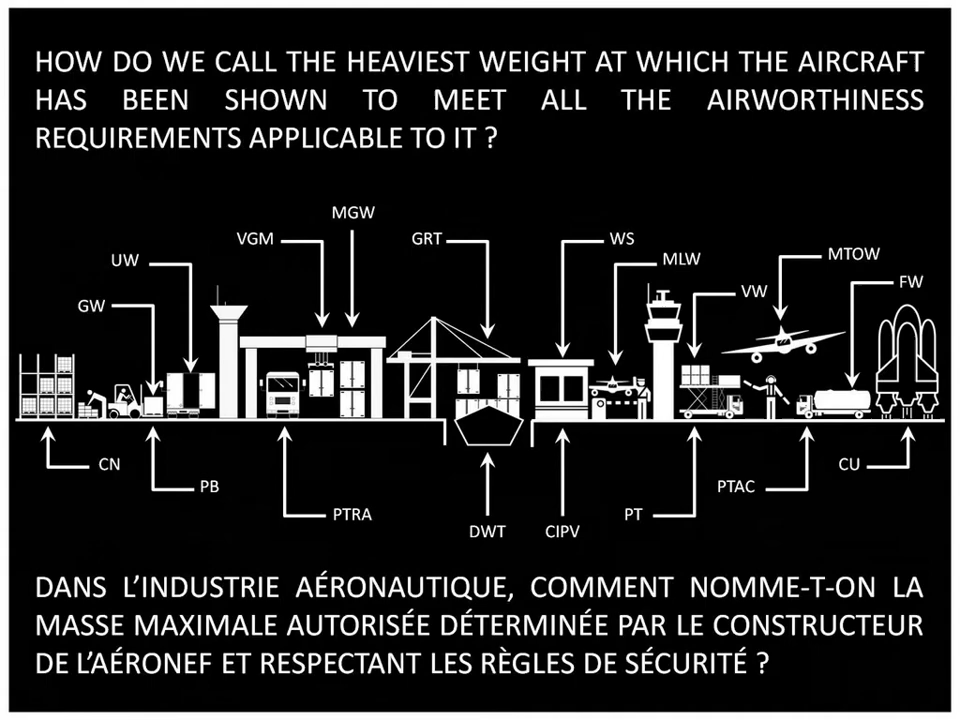 HOW DO WE CALL THE HEAVIEST WEIGHT AT WHICH THE AIRCRAFT
HAS BEEN SHOWN TO MEET ALL THE AIRWORTHINESS
REQUIREMENTS APPLICABLE TO IT ?
MGW
VGM
GRT
WS
UW
MLW
MTOW
GW
VW
FW
CN
PB
PTRA
DWT
CIPV
PT
PTAC
CU
DANS L’INDUSTRIE AÉRONAUTIQUE, COMMENT NOMME-T-ON LA
MASSE MAXIMALE AUTORISÉE DÉTERMINÉE PAR LE CONSTRUCTEUR
DE L’AÉRONEF ET RESPECTANT LES RÈGLES DE SÉCURITÉ ?